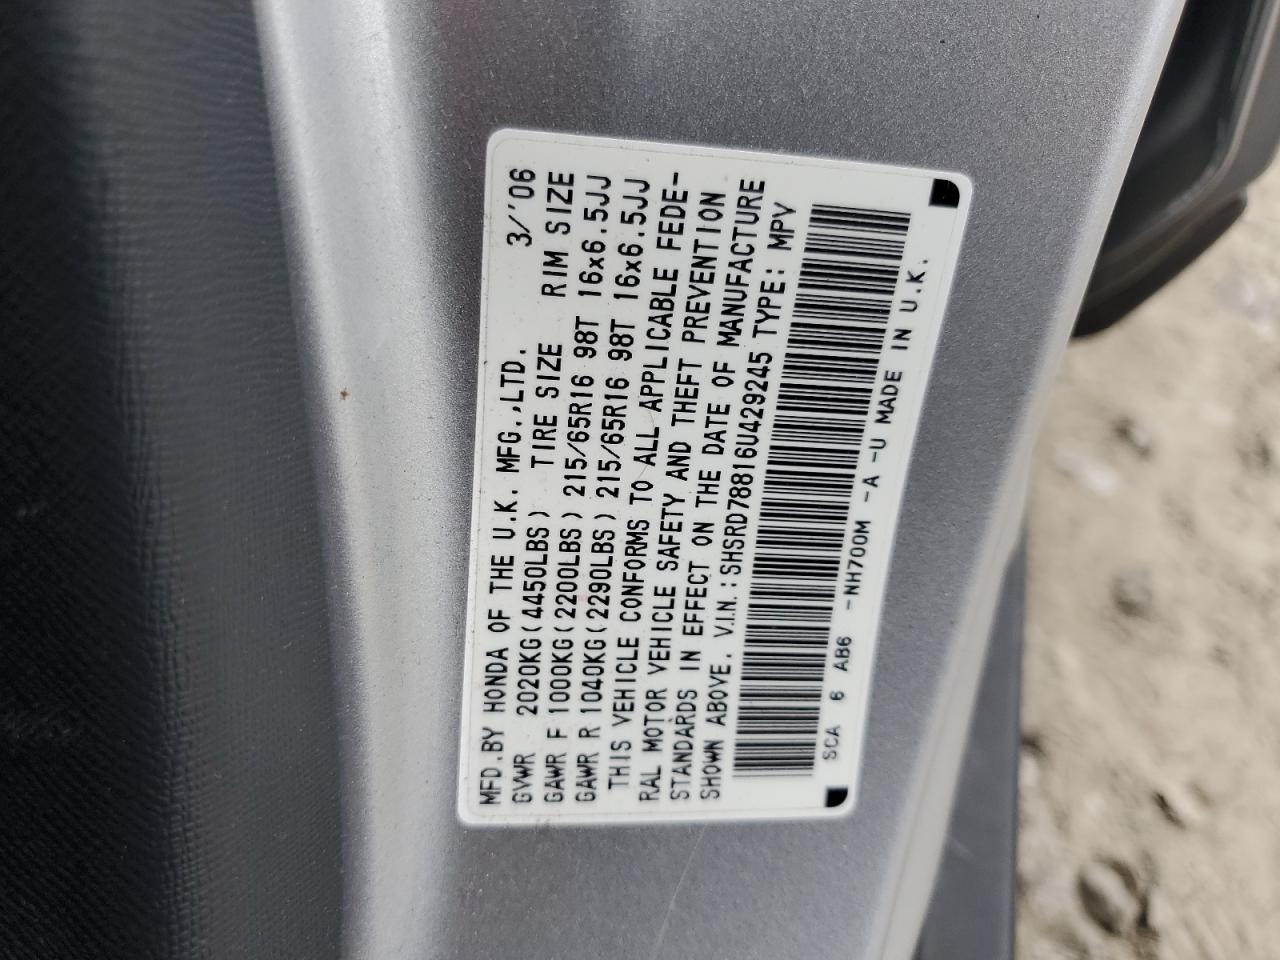 MFD.BY HONDA OF THE U.K. MFG.,LTD. 3/'06
GVWR 2020KG(4450LBS) TIRE SIZE RIM SIZE
GAWR F 1000KG(2200LBS) 215/65R16 98T 16x6.5JJ
GAWR R 1040KG(2290LBS) 215/65R16 98T 16x6.5JJ
THIS VEHICLE CONFORMS TO ALL APPLICABLE FEDE-
RAL MOTOR VEHICLE SAFETY AND THEFT PREVENTION
STANDARDS IN EFFECT ON THE DATE OF MANUFACTURE
SHOWN ABOVE. V.I.N.:SHSRD78816U429245 TYPE: MPV
SCA 6 AB6 -NH700M -A -U MADE IN U.K.